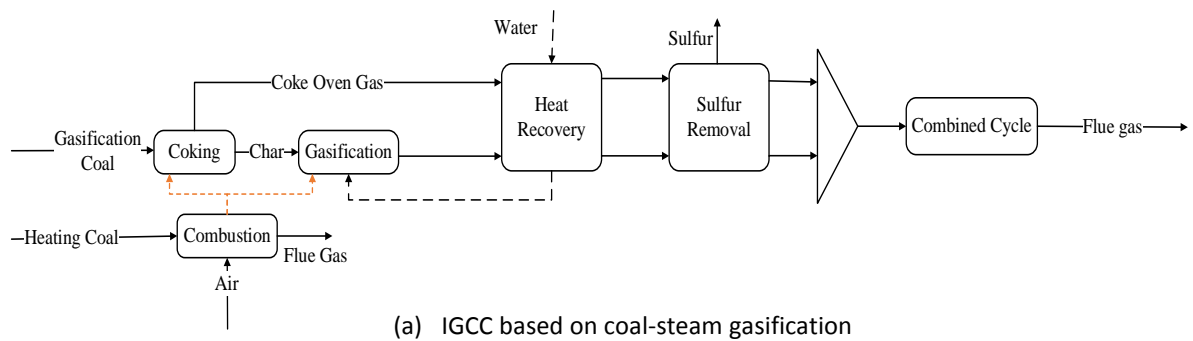 Water
Sulfur
Coke Oven Gas
Heat
Recovery
Sulfur
Removal
Gasification
Coal
Coking
Char
Gasification
Combined Cycle
Flue gas
Heating Coal
Combustion
Flue Gas
Air
(a) IGCC based on coal-steam gasification